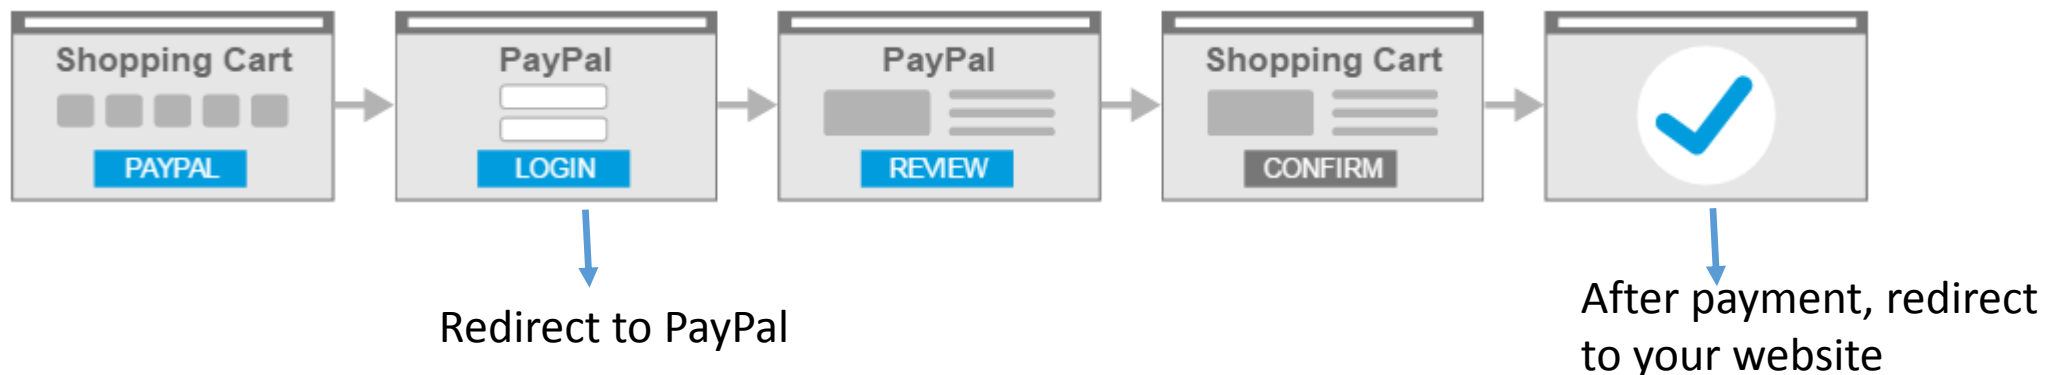 Shopping Cart
PAYPAL
PayPal
LOGIN
PayPal
REVIEW
Shopping Cart
CONFIRM
Redirect to PayPal
After payment, redirect
to your website